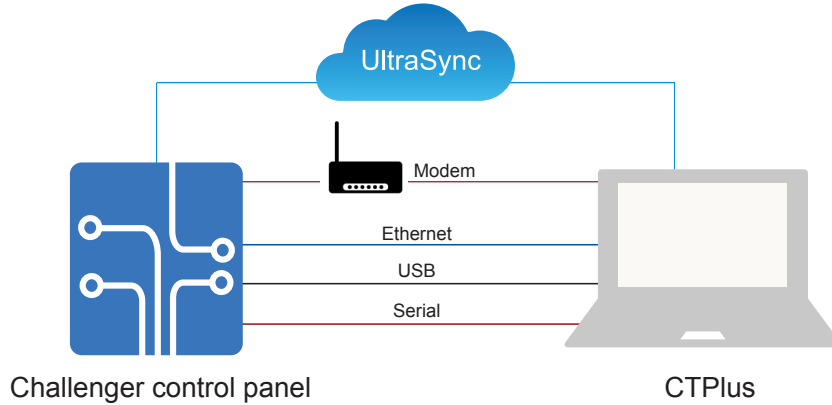 UltraSync
Modem
Ethernet
USB
Serial
Challenger control panel
CTPlus